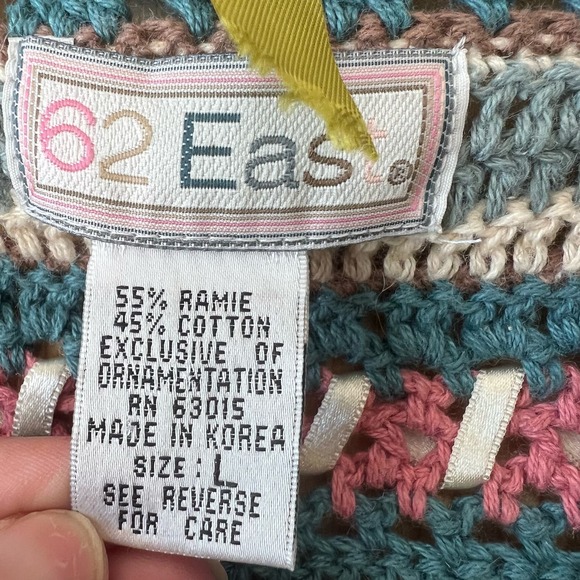 62 East®
55% RAMIE
45% COTTON
EXCLUSIVE OF
ORNAMENTATION
RN 63015
MADE IN KOREA
SIZE: L
SEE REVERSE
FOR CARE